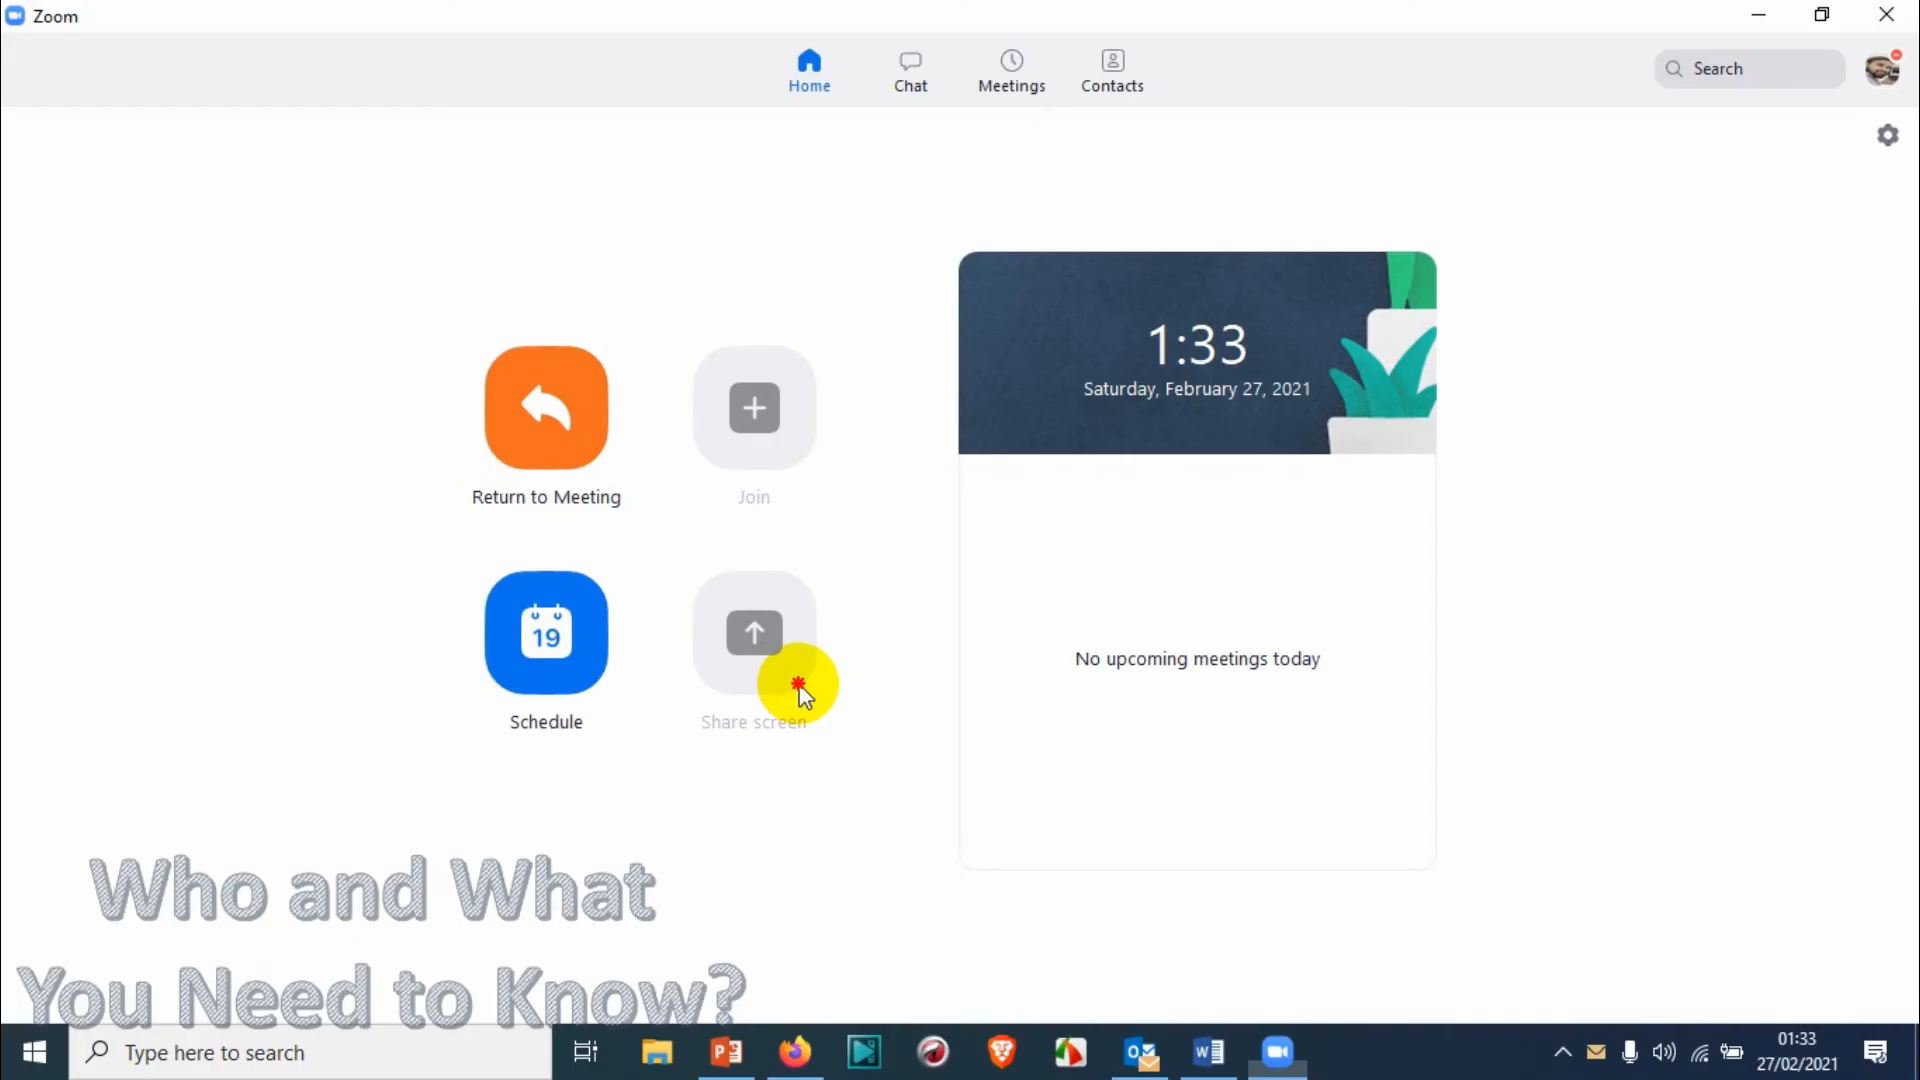 Zoom
Home
Chat
Meetings
Contacts
Search
1:33
Saturday, February 27, 2021
Return to Meeting
Join
19
Schedule
Share screen
No upcoming meetings today
Who and What
You Need to Know?
Type here to search
01:33
27/02/2021